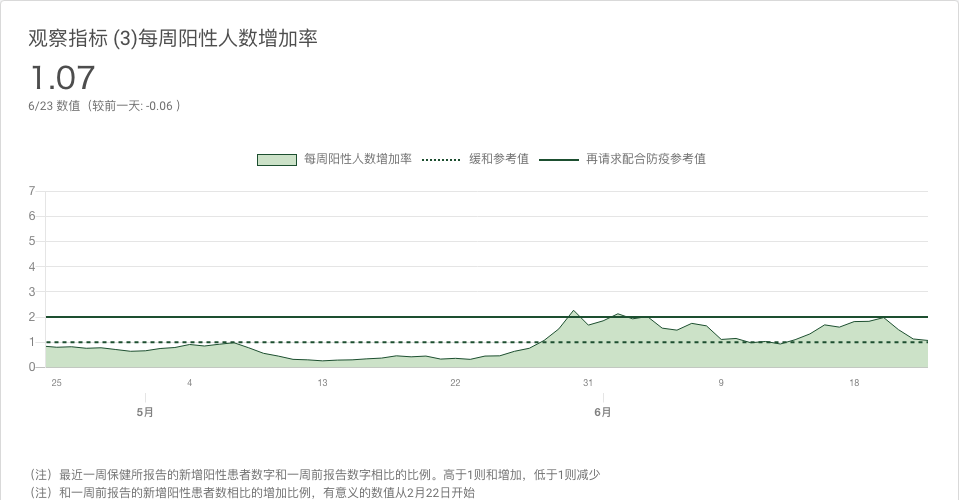 观察指标 (3)每周阳性人数增加率
1.07
6/23 数值（较前一天: -0.06 ）
每周阳性人数增加率 缓和参考值 再请求配合防疫参考值
7
6
5
4
3
2
1
0
25 4 13 22 31 9 18
5月 6月
（注）最近一周保健所报告的新增阳性患者数字和一周前报告数字相比的比例。高于1则和增加，低于1则减少
（注）和一周前报告的新增阳性患者数相比的增加比例，有意义的数值从2月22日开始